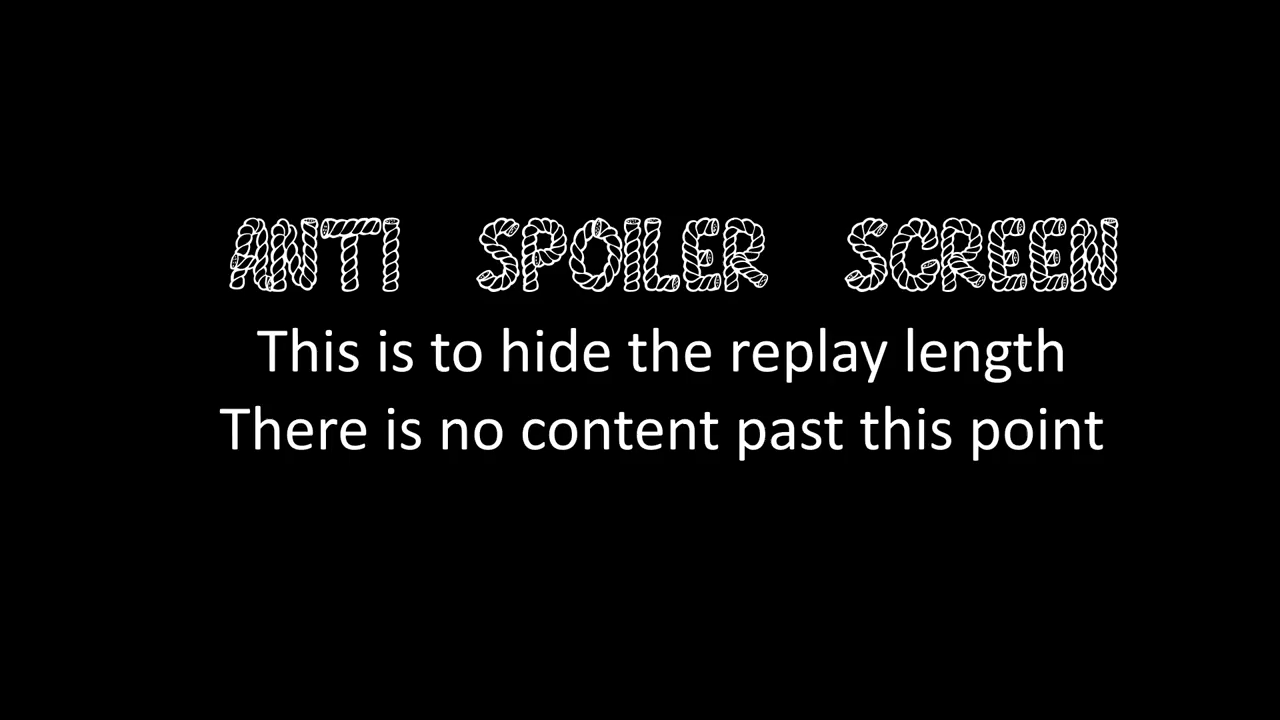 ANTI SPOILER SCREEN
This is to hide the replay length
There is no content past this point